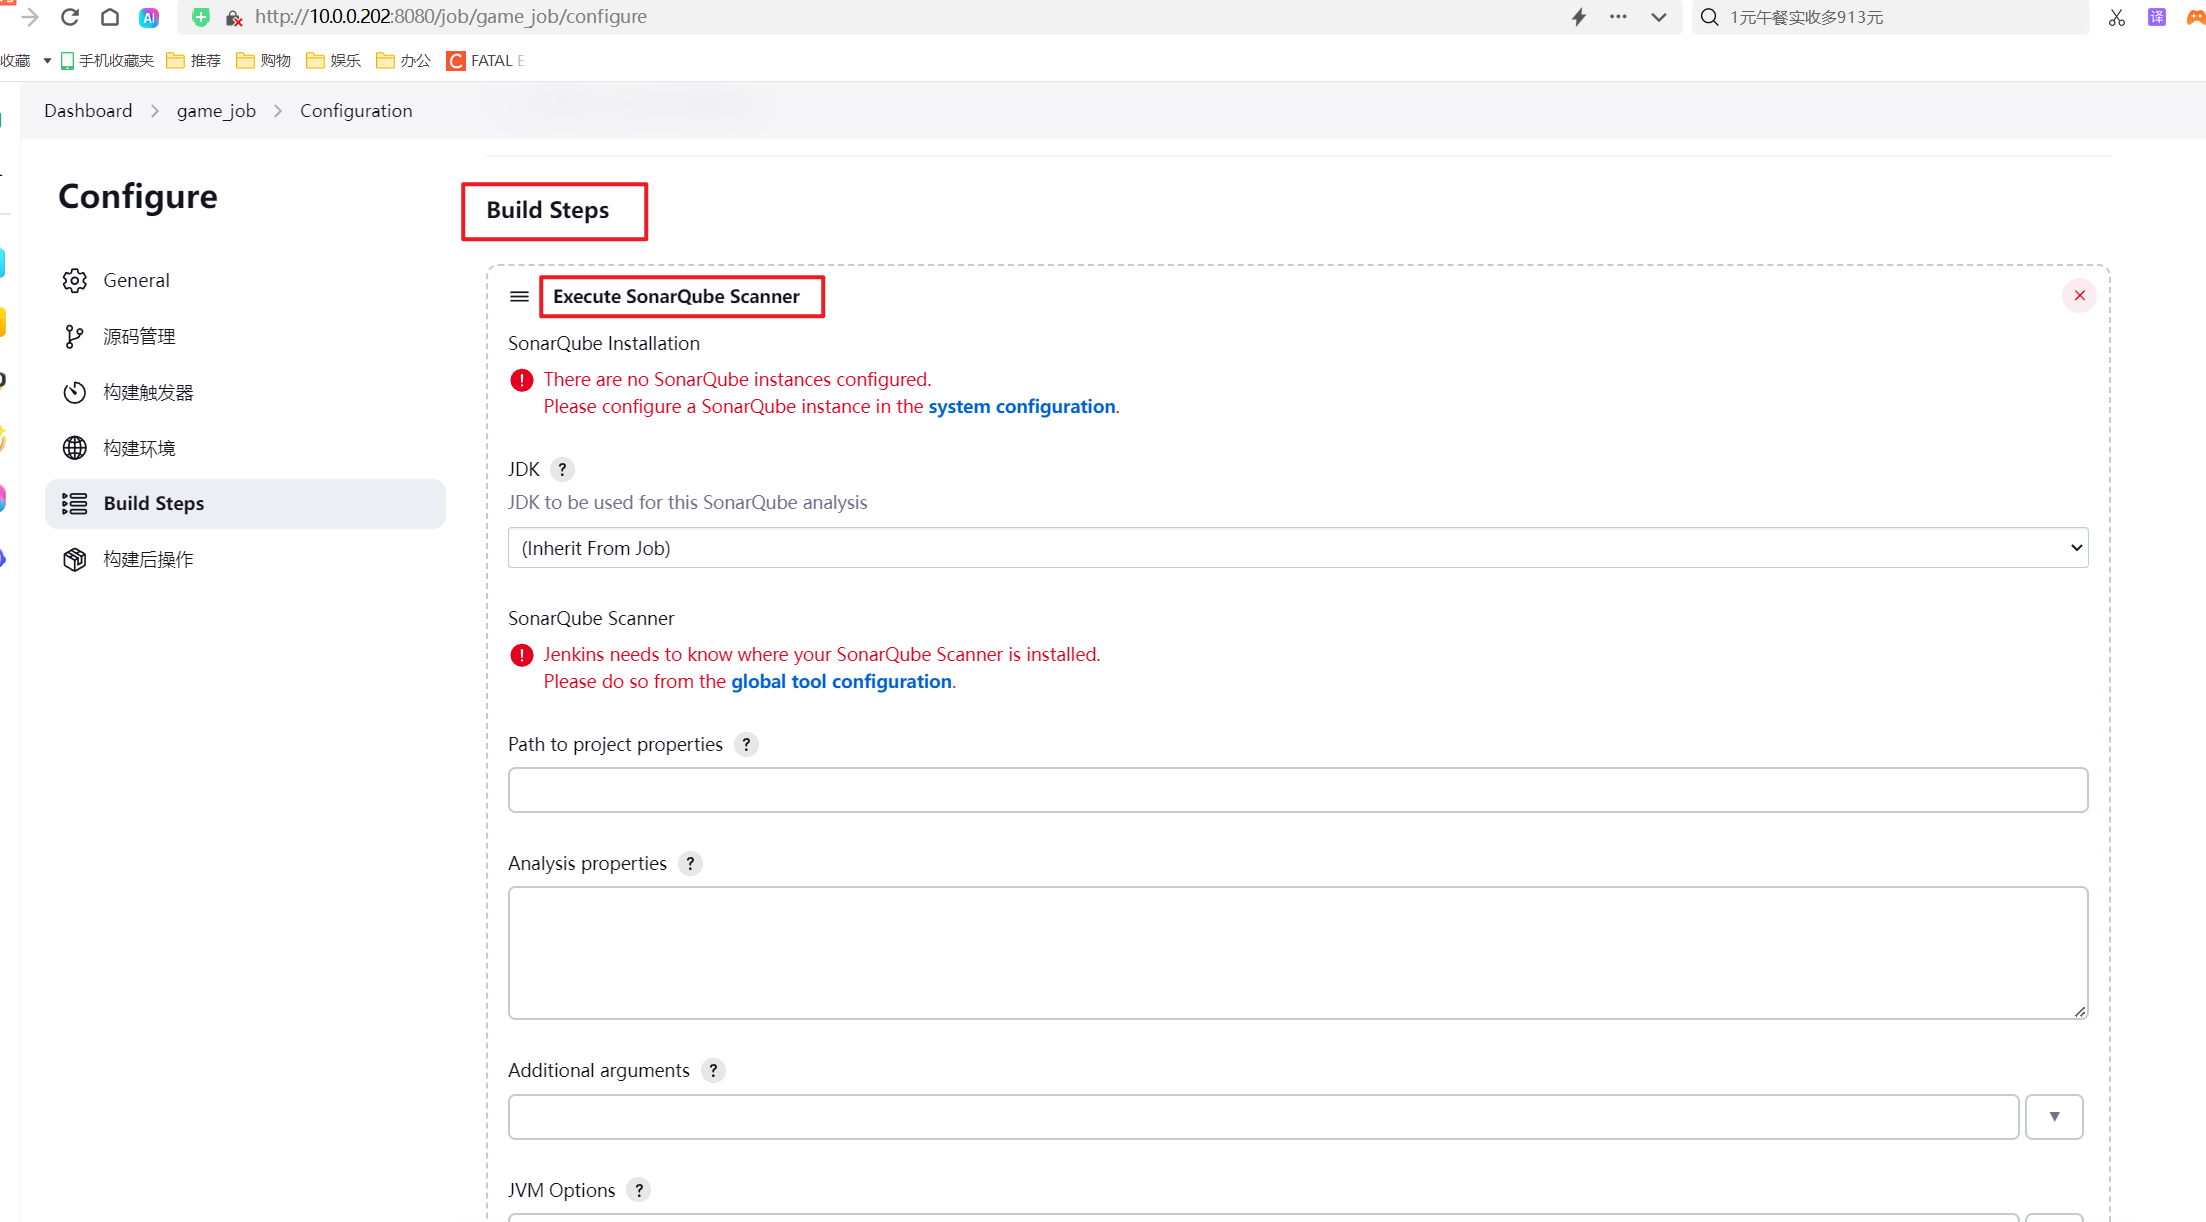 AI
http://10.0.0.202:8080/job/game_job/configure
1元午餐实收多913元
译
收藏
手机收藏夹
推荐
购物
娱乐
办公
C FATAL E
Dashboard
game_job
Configuration
Configure
General
源码管理
构建触发器
构建环境
Build Steps
构建后操作
Build Steps
Execute SonarQube Scanner
SonarQube Installation
There are no SonarQube instances configured.
Please configure a SonarQube instance in the system configuration.
JDK ?
JDK to be used for this SonarQube analysis
(Inherit From Job)
SonarQube Scanner
Jenkins needs to know where your SonarQube Scanner is installed.
Please do so from the global tool configuration.
Path to project properties ?
Analysis properties ?
Additional arguments ?
JVM Options ?